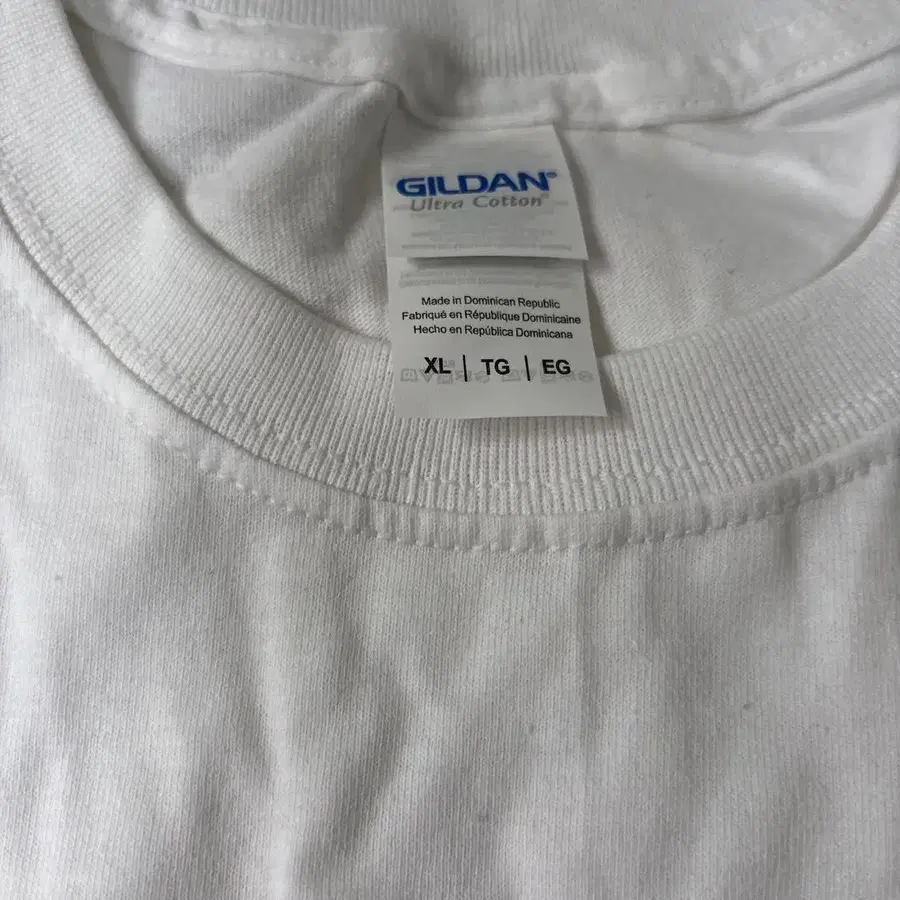 GILDAN®
Ultra Cotton®
Made in Dominican Republic
Fabriqué en République Dominicaine
Hecho en República Dominicana
XL | TG | EG